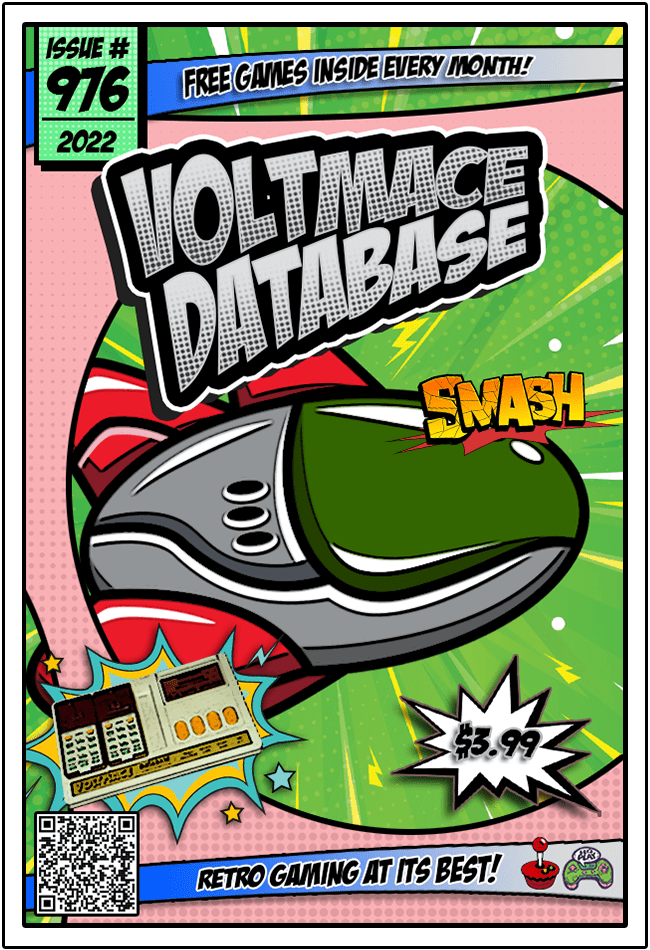 ISSUE #
976
2022
FREE GAMES INSIDE EVERY MONTH!
VOLTMACE
DATABASE
SMASH
$3.99
RETRO GAMING AT ITS BEST!